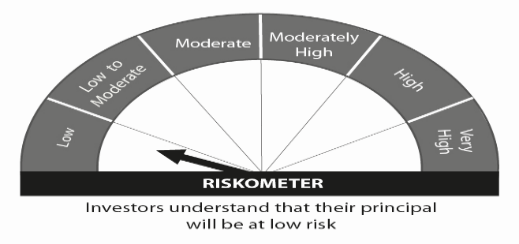 Low
Low to
Moderate
Moderate
Moderately
High
High
Very
High
RISKOMETER
Investors understand that their principal
will be at low risk